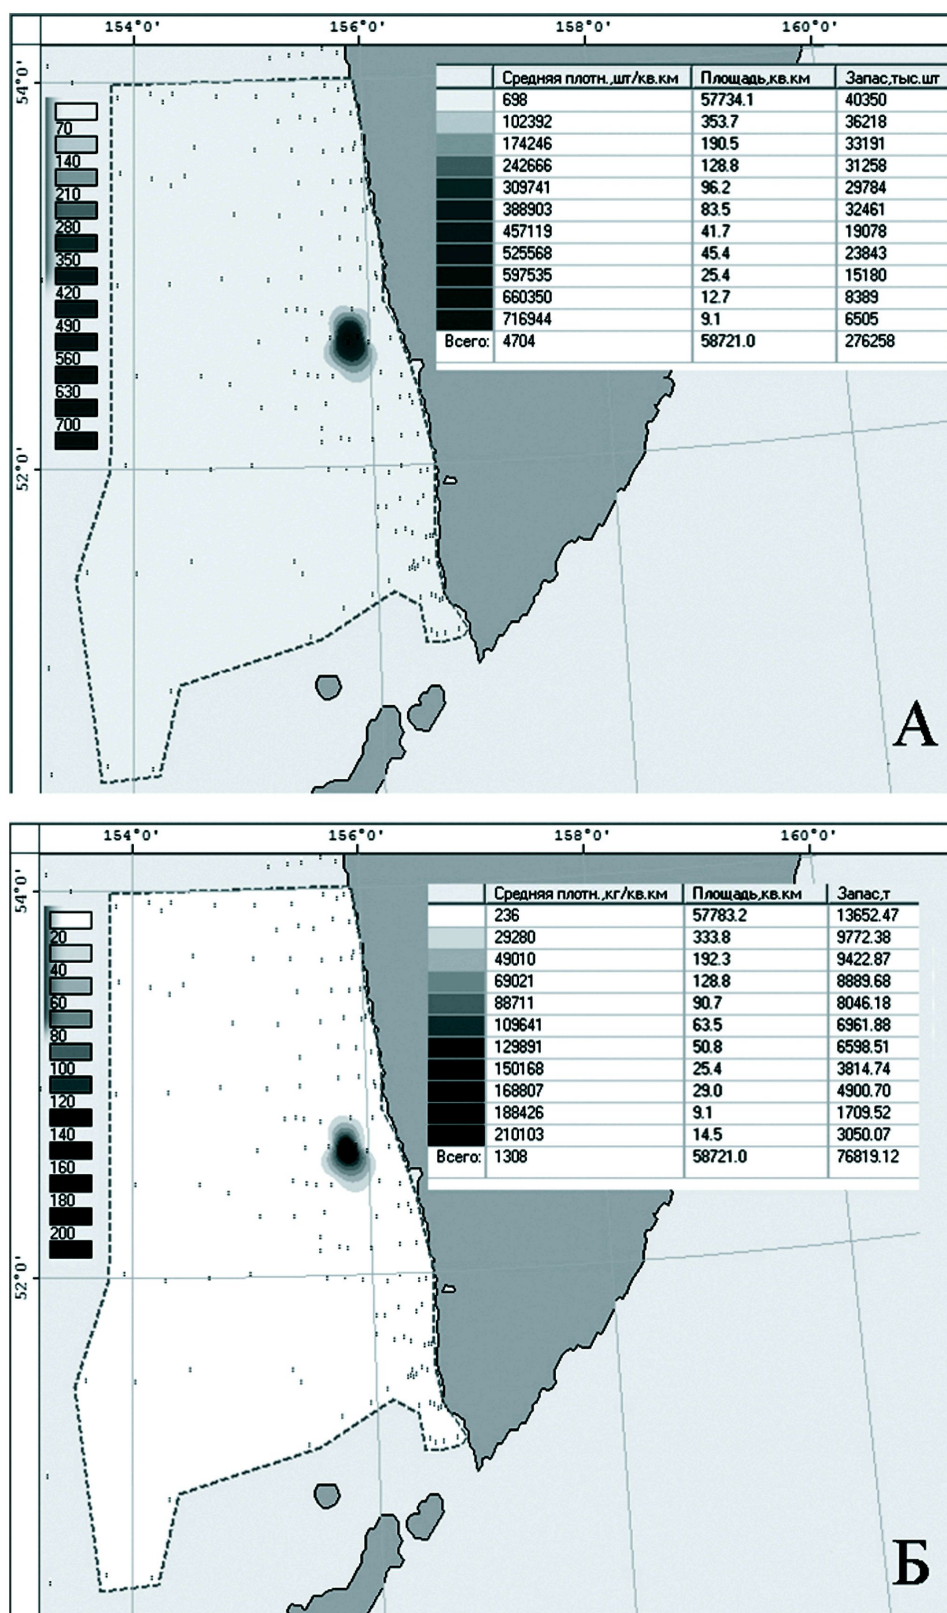 154°0' 156°0' 158°0' 160°0'
54°0'
52°0'
70
140
210
280
350
420
490
560
630
700
Средняя плотн.,шт/кв.км Площадь,кв.км Запас,тыс.шт
698 57734.1 40350
102392 353.7 36218
174246 190.5 33191
242666 128.8 31258
309741 96.2 29784
388903 83.5 32461
457119 41.7 19078
525568 45.4 23843
597535 25.4 15180
660350 12.7 8389
716944 9.1 6505
Всего: 4704 58721.0 276258
А
154°0' 156°0' 158°0' 160°0'
54°0'
52°0'
20
40
60
80
100
120
140
160
180
200
Средняя плотн.,кг/кв.км Площадь,кв.км Запас,т
236 57783.2 13652.47
29280 333.8 9772.38
49010 192.3 9422.87
69021 128.8 8889.68
88711 90.7 8046.18
109641 63.5 6961.88
129891 50.8 6598.51
150168 25.4 3814.74
168807 29.0 4900.70
188426 9.1 1709.52
210103 14.5 3050.07
Всего: 1308 58721.0 76819.12
Б